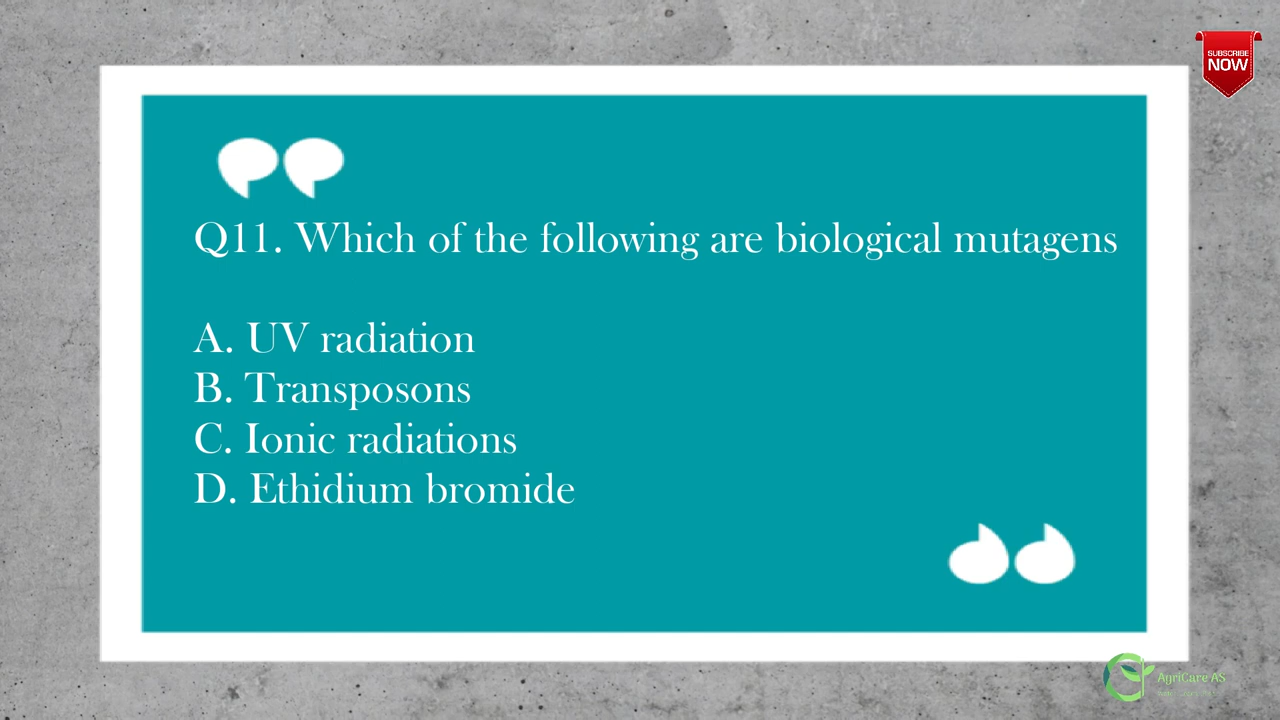 SUBSCRIBE
NOW
Q11. Which of the following are biological mutagens
A. UV radiation
B. Transposons
C. Ionic radiations
D. Ethidium bromide
AgriCare AS